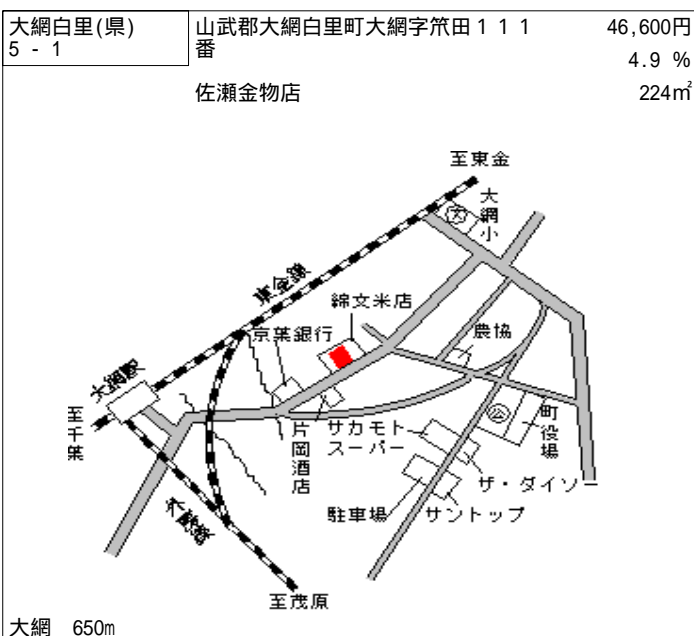 大網白里(県)
5 - 1
山武郡大網白里町大網字笊田１１１
番
46,600円
4.9 %
佐瀬金物店
224㎡
至東金
大網小
東金線
綿文米店
京葉銀行
農協
大網駅
至千葉
片岡酒店
サカモト
スーパー
町役場
ザ・ダイソー
駐車場
サントップ
外房線
至茂原
大網 650m